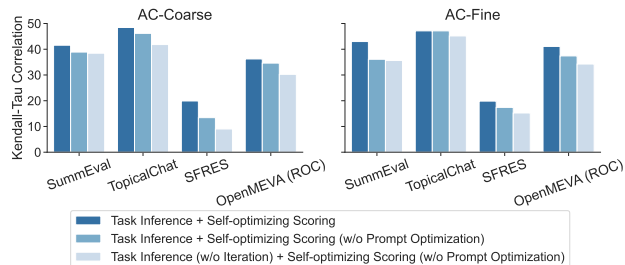 AC-Coarse
AC-Fine
Kendall-Tau Correlation
50
40
30
20
10
0
SummEval
TopicalChat
SFRES
OpenMEVA (ROC)
SummEval
TopicalChat
SFRES
OpenMEVA (ROC)
Task Inference + Self-optimizing Scoring
Task Inference + Self-optimizing Scoring (w/o Prompt Optimization)
Task Inference (w/o Iteration) + Self-optimizing Scoring (w/o Prompt Optimization)